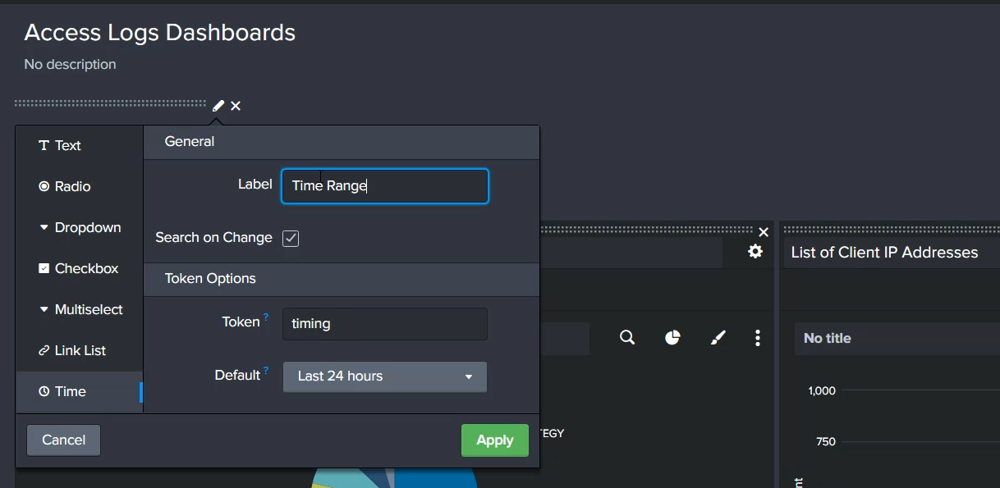 Access Logs Dashboards
No description
Text
Radio
Dropdown
Checkbox
Multiselect
Link List
Time
General
Label
Time Range
Search on Change
Token Options
Token ?
timing
Default ?
Last 24 hours
Cancel
Apply
List of Client IP Addresses
No title
1,000
750